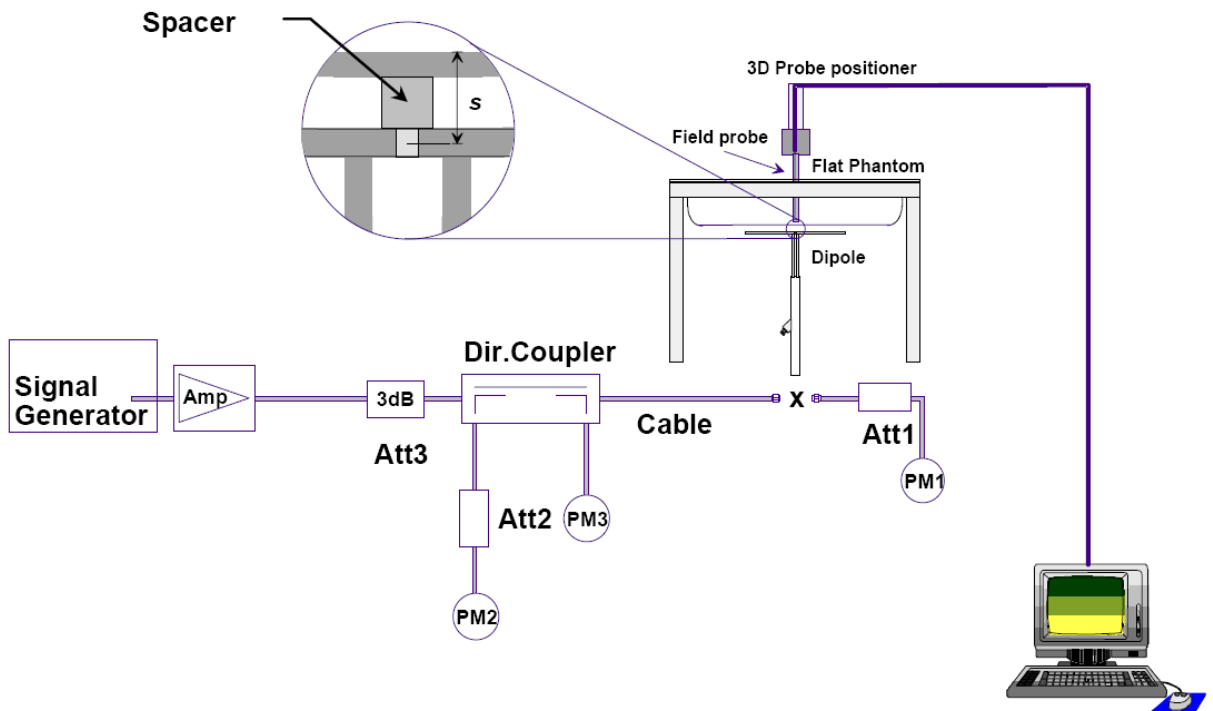 Spacer
s
3D Probe positioner
Field probe
Flat Phantom
Dipole
Dir.Coupler
Signal
Generator
Amp
3dB
Att3
Cable
x
Att1
PM1
Att2
PM3
PM2